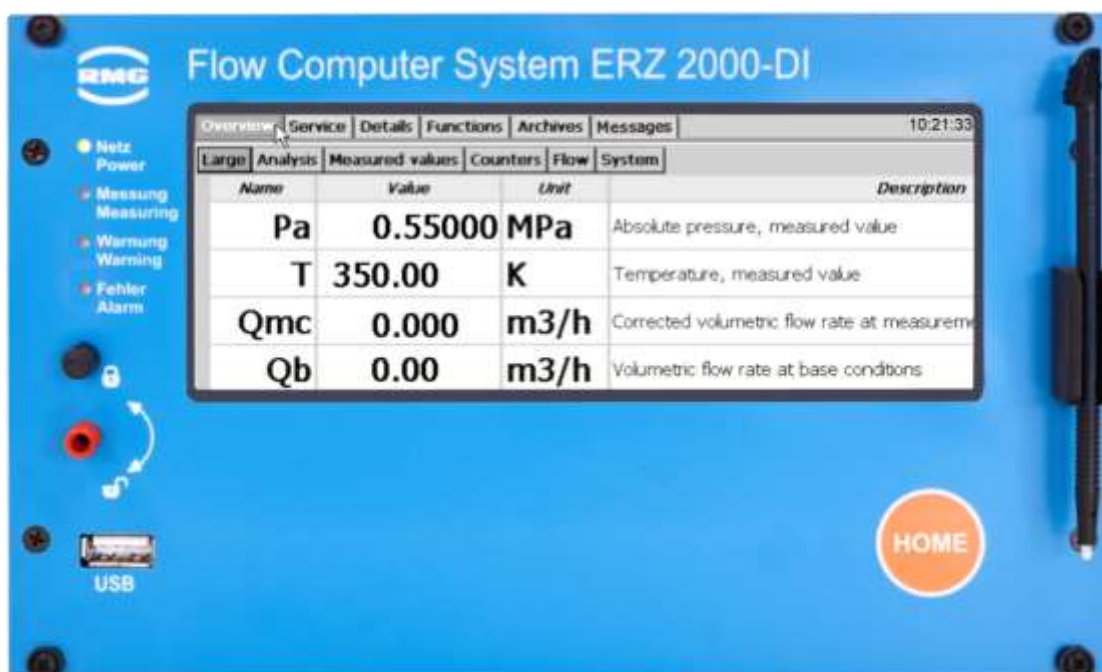 RMG
Flow Computer System ERZ 2000-DI
Overview Service Details Functions Archives Messages 10:21:33
Large Analysis Measured values Counters Flow System
Name Value Unit Description
Pa 0.55000 MPa Absolute pressure, measured value
T 350.00 K Temperature, measured value
Qmc 0.000 m3/h Corrected volumetric flow rate at measureme
Qb 0.00 m3/h Volumetric flow rate at base conditions
Netz
Power
Messung
Measuring
Warnung
Warning
Fehler
Alarm
USB
HOME